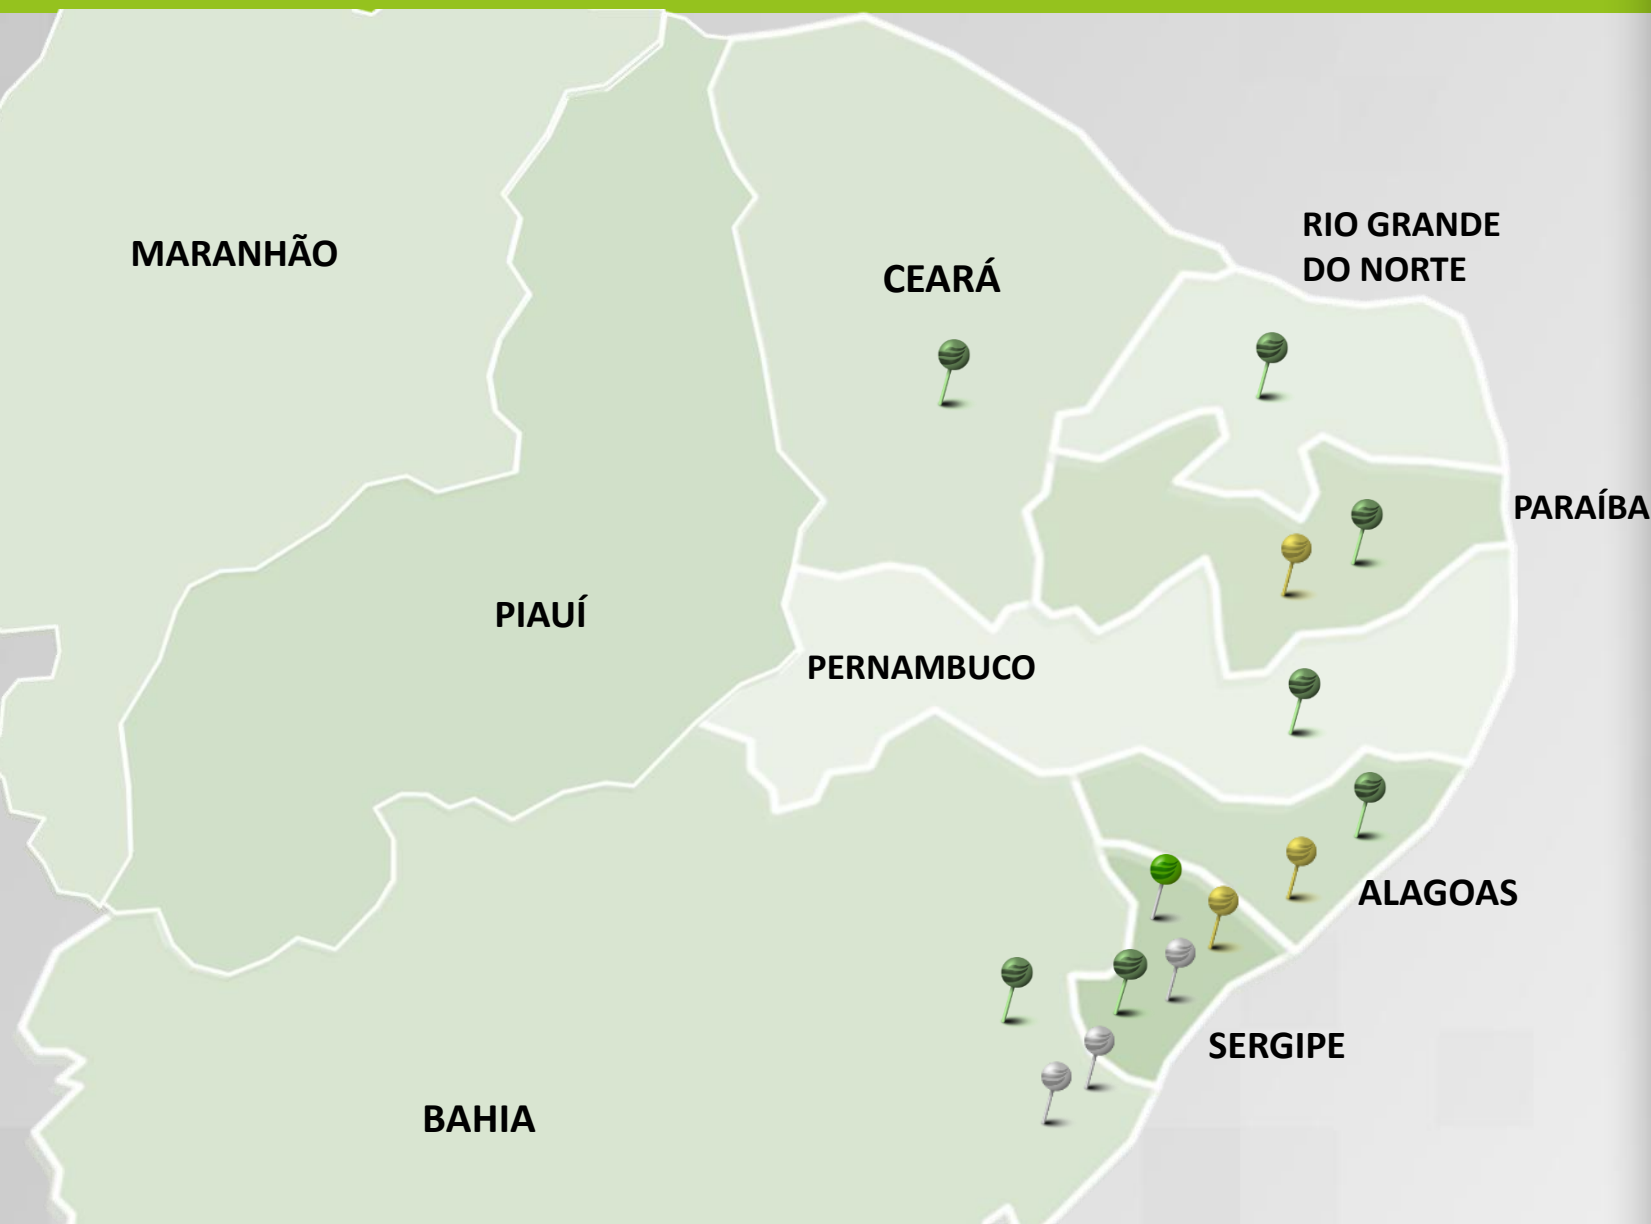 MARANHÃO
CEARÁ
RIO GRANDE
DO NORTE
PARAÍBA
PIAUÍ
PERNAMBUCO
ALAGOAS
SERGIPE
BAHIA